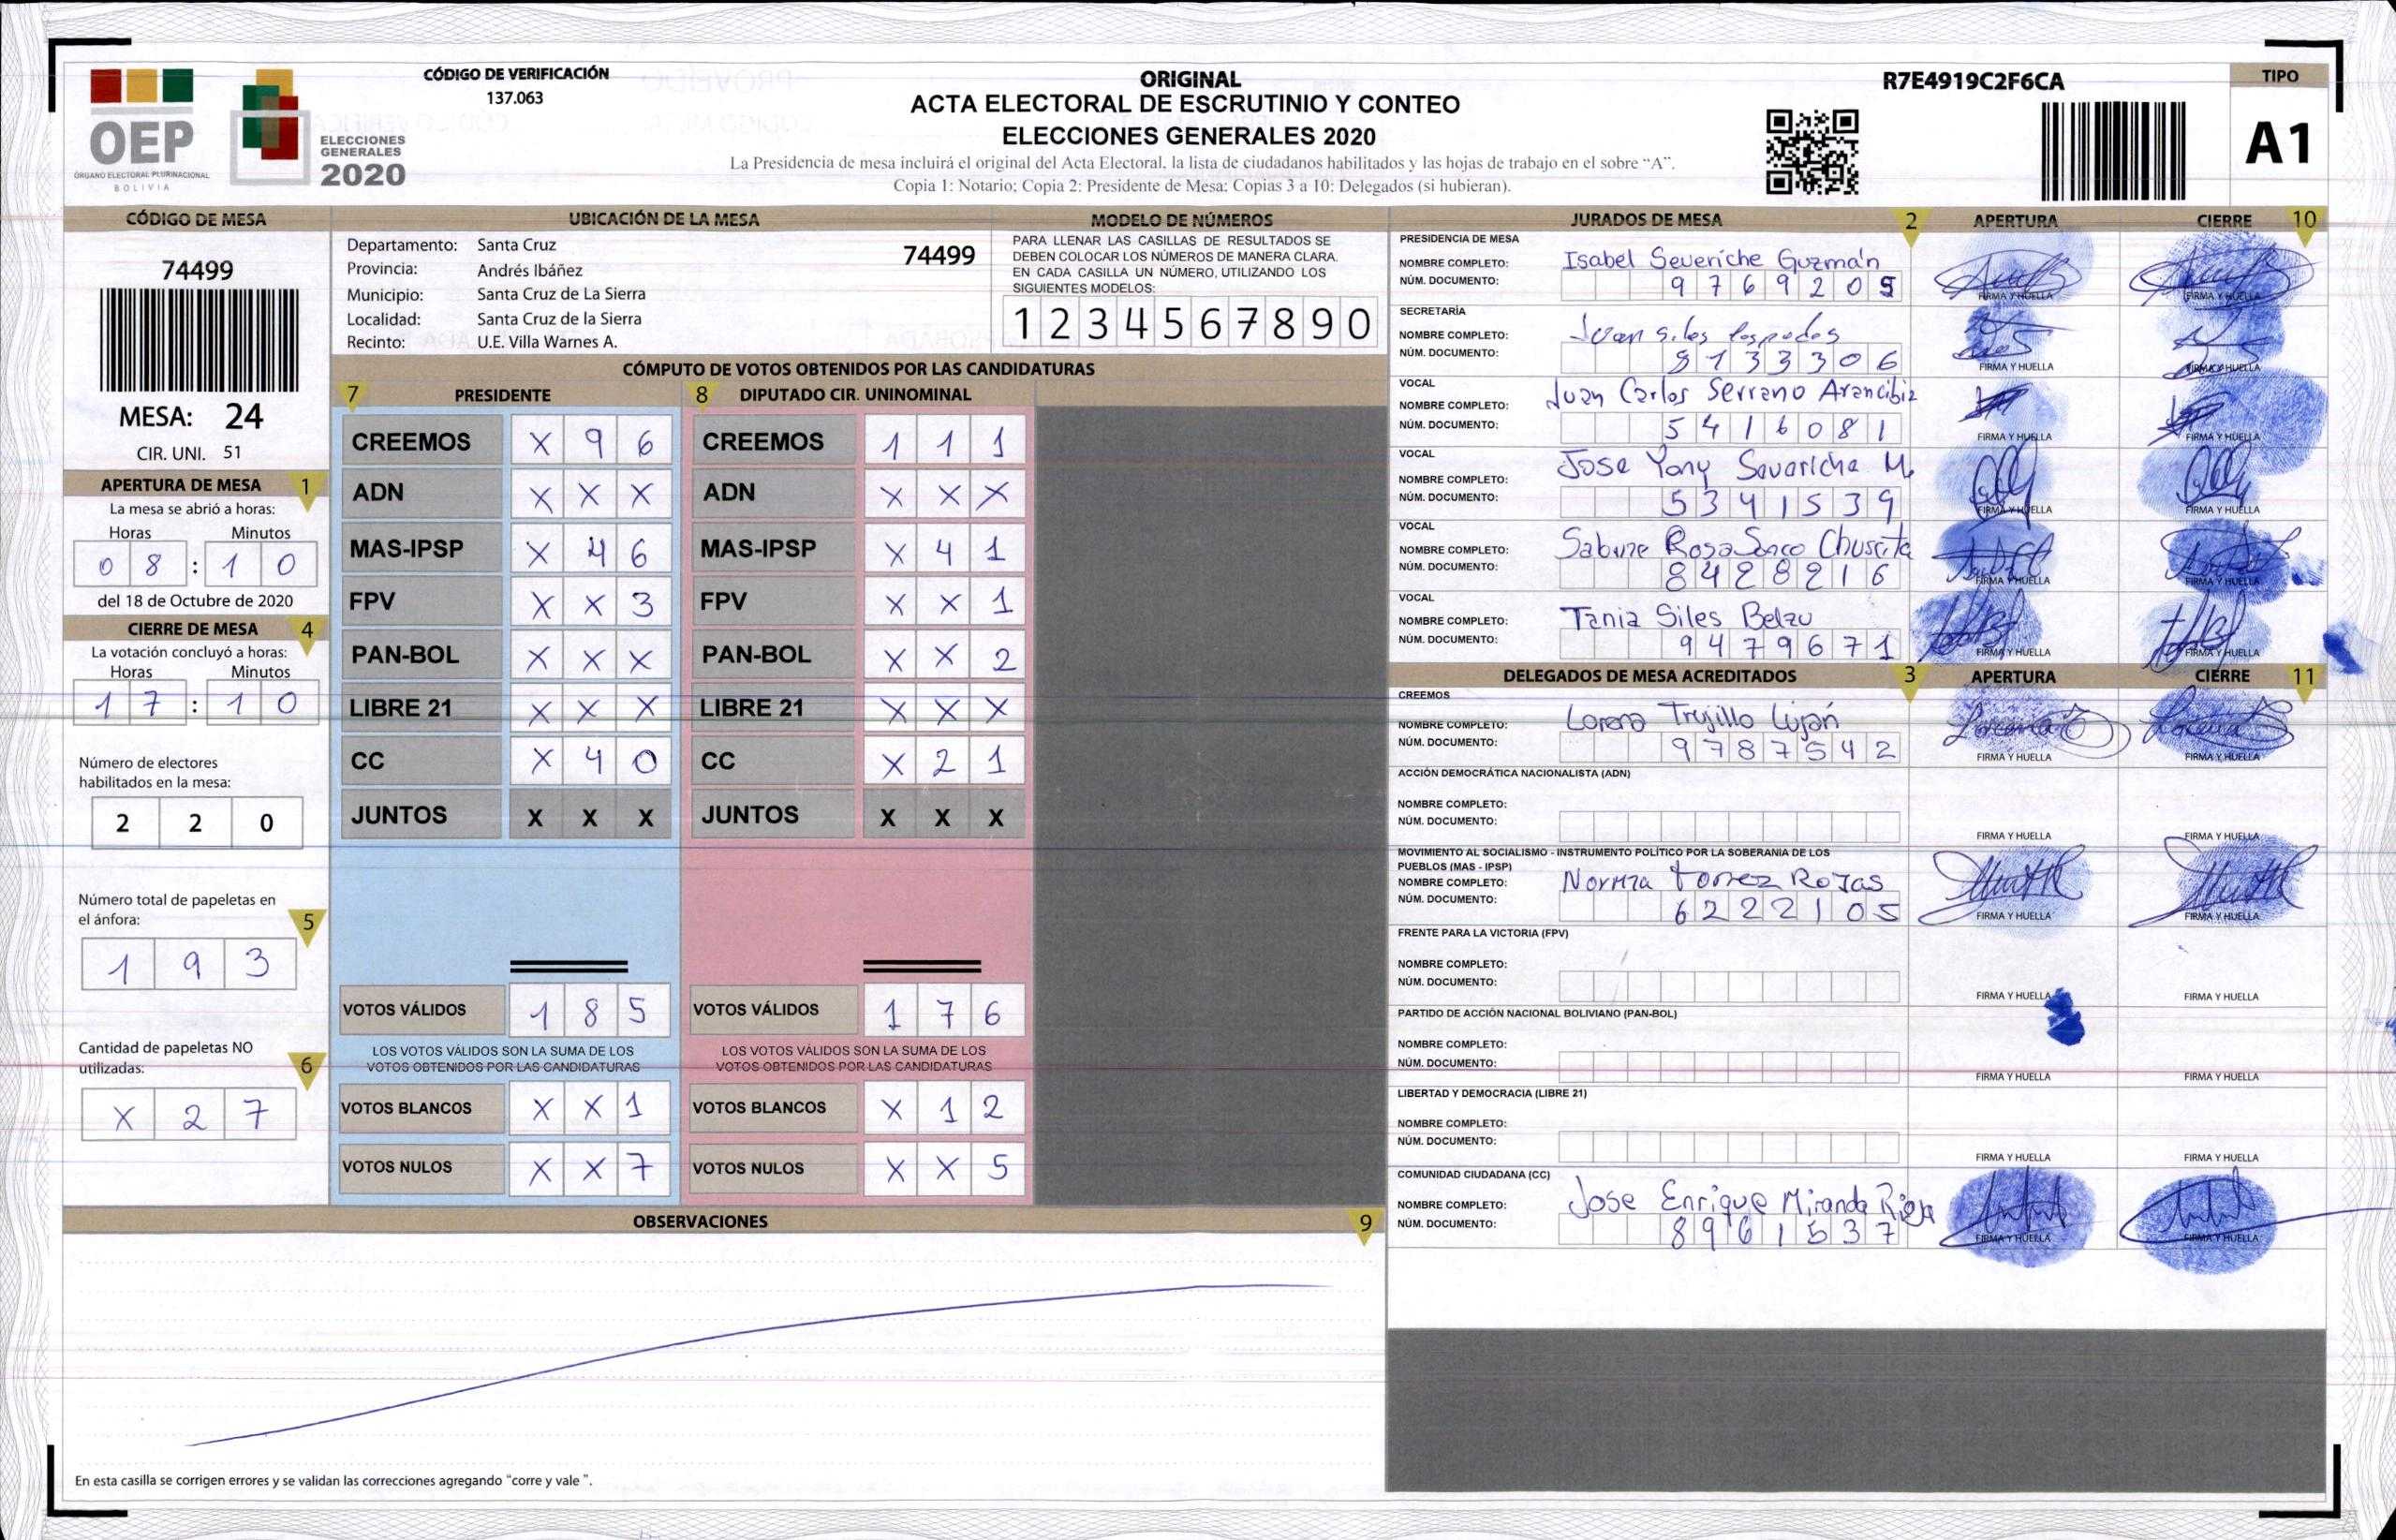 CÓDIGO DE VERIFICACIÓN
137.063
OEP
ÓRGANO ELECTORAL PLURINACIONAL
BOLIVIA
ELECCIONES
GENERALES
2020
ORIGINAL
ACTA ELECTORAL DE ESCRUTINIO Y CONTEO
ELECCIONES GENERALES 2020
La Presidencia de mesa incluirá el original del Acta Electoral, la lista de ciudadanos habilitados y las hojas de trabajo en el sobre “A”.
Copia 1: Notario; Copia 2: Presidente de Mesa; Copias 3 a 10: Delegados (si hubieran).
R7E4919C2F6CA
TIPO
A1
CÓDIGO DE MESA
74499
MESA: 24
CIR. UNI. 51
UBICACIÓN DE LA MESA
Departamento: Santa Cruz
74499
Provincia: Andrés Ibáñez
Municipio: Santa Cruz de La Sierra
Localidad: Santa Cruz de la Sierra
Recinto: U.E. Villa Warnes A.
MODELO DE NÚMEROS
PARA LLENAR LAS CASILLAS DE RESULTADOS SE
DEBEN COLOCAR LOS NÚMEROS DE MANERA CLARA.
EN CADA CASILLA UN NÚMERO, UTILIZANDO LOS
SIGUIENTES MODELOS:
1 2 3 4 5 6 7 8 9 0
APERTURA DE MESA 1
La mesa se abrió a horas:
Horas Minutos
0 8 : 1 0
del 18 de Octubre de 2020
CIERRE DE MESA 4
La votación concluyó a horas:
Horas Minutos
1 7 : 1 0
Número de electores
habilitados en la mesa:
2 2 0
Número total de papeletas en
el ánfora: 5
1 9 3
Cantidad de papeletas NO
utilizadas: 6
X 2 7
CÓMPUTO DE VOTOS OBTENIDOS POR LAS CANDIDATURAS
7 PRESIDENTE
CREEMOS X 9 6
ADN X X X
MAS-IPSP X 4 6
FPV X X 3
PAN-BOL X X X
LIBRE 21 X X X
CC X 4 0
JUNTOS X X X
VOTOS VÁLIDOS 1 8 5
LOS VOTOS VÁLIDOS SON LA SUMA DE LOS
VOTOS OBTENIDOS POR LAS CANDIDATURAS
VOTOS BLANCOS X X 1
VOTOS NULOS X X 7
8 DIPUTADO CIR. UNINOMINAL
CREEMOS 1 1 1
ADN X X X
MAS-IPSP X 4 1
FPV X X 1
PAN-BOL X X 2
LIBRE 21 X X X
CC X 2 1
JUNTOS X X X
VOTOS VÁLIDOS 1 7 6
LOS VOTOS VÁLIDOS SON LA SUMA DE LOS
VOTOS OBTENIDOS POR LAS CANDIDATURAS
VOTOS BLANCOS X 1 2
VOTOS NULOS X X 5
OBSERVACIONES 9
En esta casilla se corrigen errores y se validan las correcciones agregando “corre y vale ”.
JURADOS DE MESA 2 APERTURA CIERRE 10
PRESIDENCIA DE MESA
NOMBRE COMPLETO: Isabel Severiche Guzmán
NÚM. DOCUMENTO: 9 7 6 9 2 0 5
FIRMA Y HUELLA FIRMA Y HUELLA
SECRETARÍA
NOMBRE COMPLETO: Juan Siles
NÚM. DOCUMENTO: 8 1 3 3 3 0 6
FIRMA Y HUELLA FIRMA Y HUELLA
VOCAL
NOMBRE COMPLETO: Juan Carlos Serrano Arancibia
NÚM. DOCUMENTO: 5 4 1 6 0 8 1
FIRMA Y HUELLA FIRMA Y HUELLA
VOCAL
NOMBRE COMPLETO: Jose Yony Savariche M.
NÚM. DOCUMENTO: 5 3 4 1 5 3 9
FIRMA Y HUELLA FIRMA Y HUELLA
VOCAL
NOMBRE COMPLETO: Rosa
NÚM. DOCUMENTO: 8 4 2 8 2 1 6
FIRMA Y HUELLA FIRMA Y HUELLA
VOCAL
NOMBRE COMPLETO: Tania Siles Belzu
NÚM. DOCUMENTO: 9 4 7 9 6 7 1
FIRMA Y HUELLA FIRMA Y HUELLA
DELEGADOS DE MESA ACREDITADOS 3 APERTURA CIERRE 11
CREEMOS
NOMBRE COMPLETO: Lorena Trujillo Luján
NÚM. DOCUMENTO: 9 7 8 7 5 4 2
FIRMA Y HUELLA FIRMA Y HUELLA
ACCIÓN DEMOCRÁTICA NACIONALISTA (ADN)
NOMBRE COMPLETO:
NÚM. DOCUMENTO:
FIRMA Y HUELLA FIRMA Y HUELLA
MOVIMIENTO AL SOCIALISMO - INSTRUMENTO POLÍTICO POR LA SOBERANIA DE LOS
PUEBLOS (MAS - IPSP)
NOMBRE COMPLETO: Norma Torrez Rojas
NÚM. DOCUMENTO: 6 2 2 2 1 0 5
FIRMA Y HUELLA FIRMA Y HUELLA
FRENTE PARA LA VICTORIA (FPV)
NOMBRE COMPLETO:
NÚM. DOCUMENTO:
FIRMA Y HUELLA FIRMA Y HUELLA
PARTIDO DE ACCIÓN NACIONAL BOLIVIANO (PAN-BOL)
NOMBRE COMPLETO:
NÚM. DOCUMENTO:
FIRMA Y HUELLA FIRMA Y HUELLA
LIBERTAD Y DEMOCRACIA (LIBRE 21)
NOMBRE COMPLETO:
NÚM. DOCUMENTO:
FIRMA Y HUELLA FIRMA Y HUELLA
COMUNIDAD CIUDADANA (CC)
NOMBRE COMPLETO: Jose Enrique Miranda
NÚM. DOCUMENTO: 8 9 6 1 5 3 7
FIRMA Y HUELLA FIRMA Y HUELLA